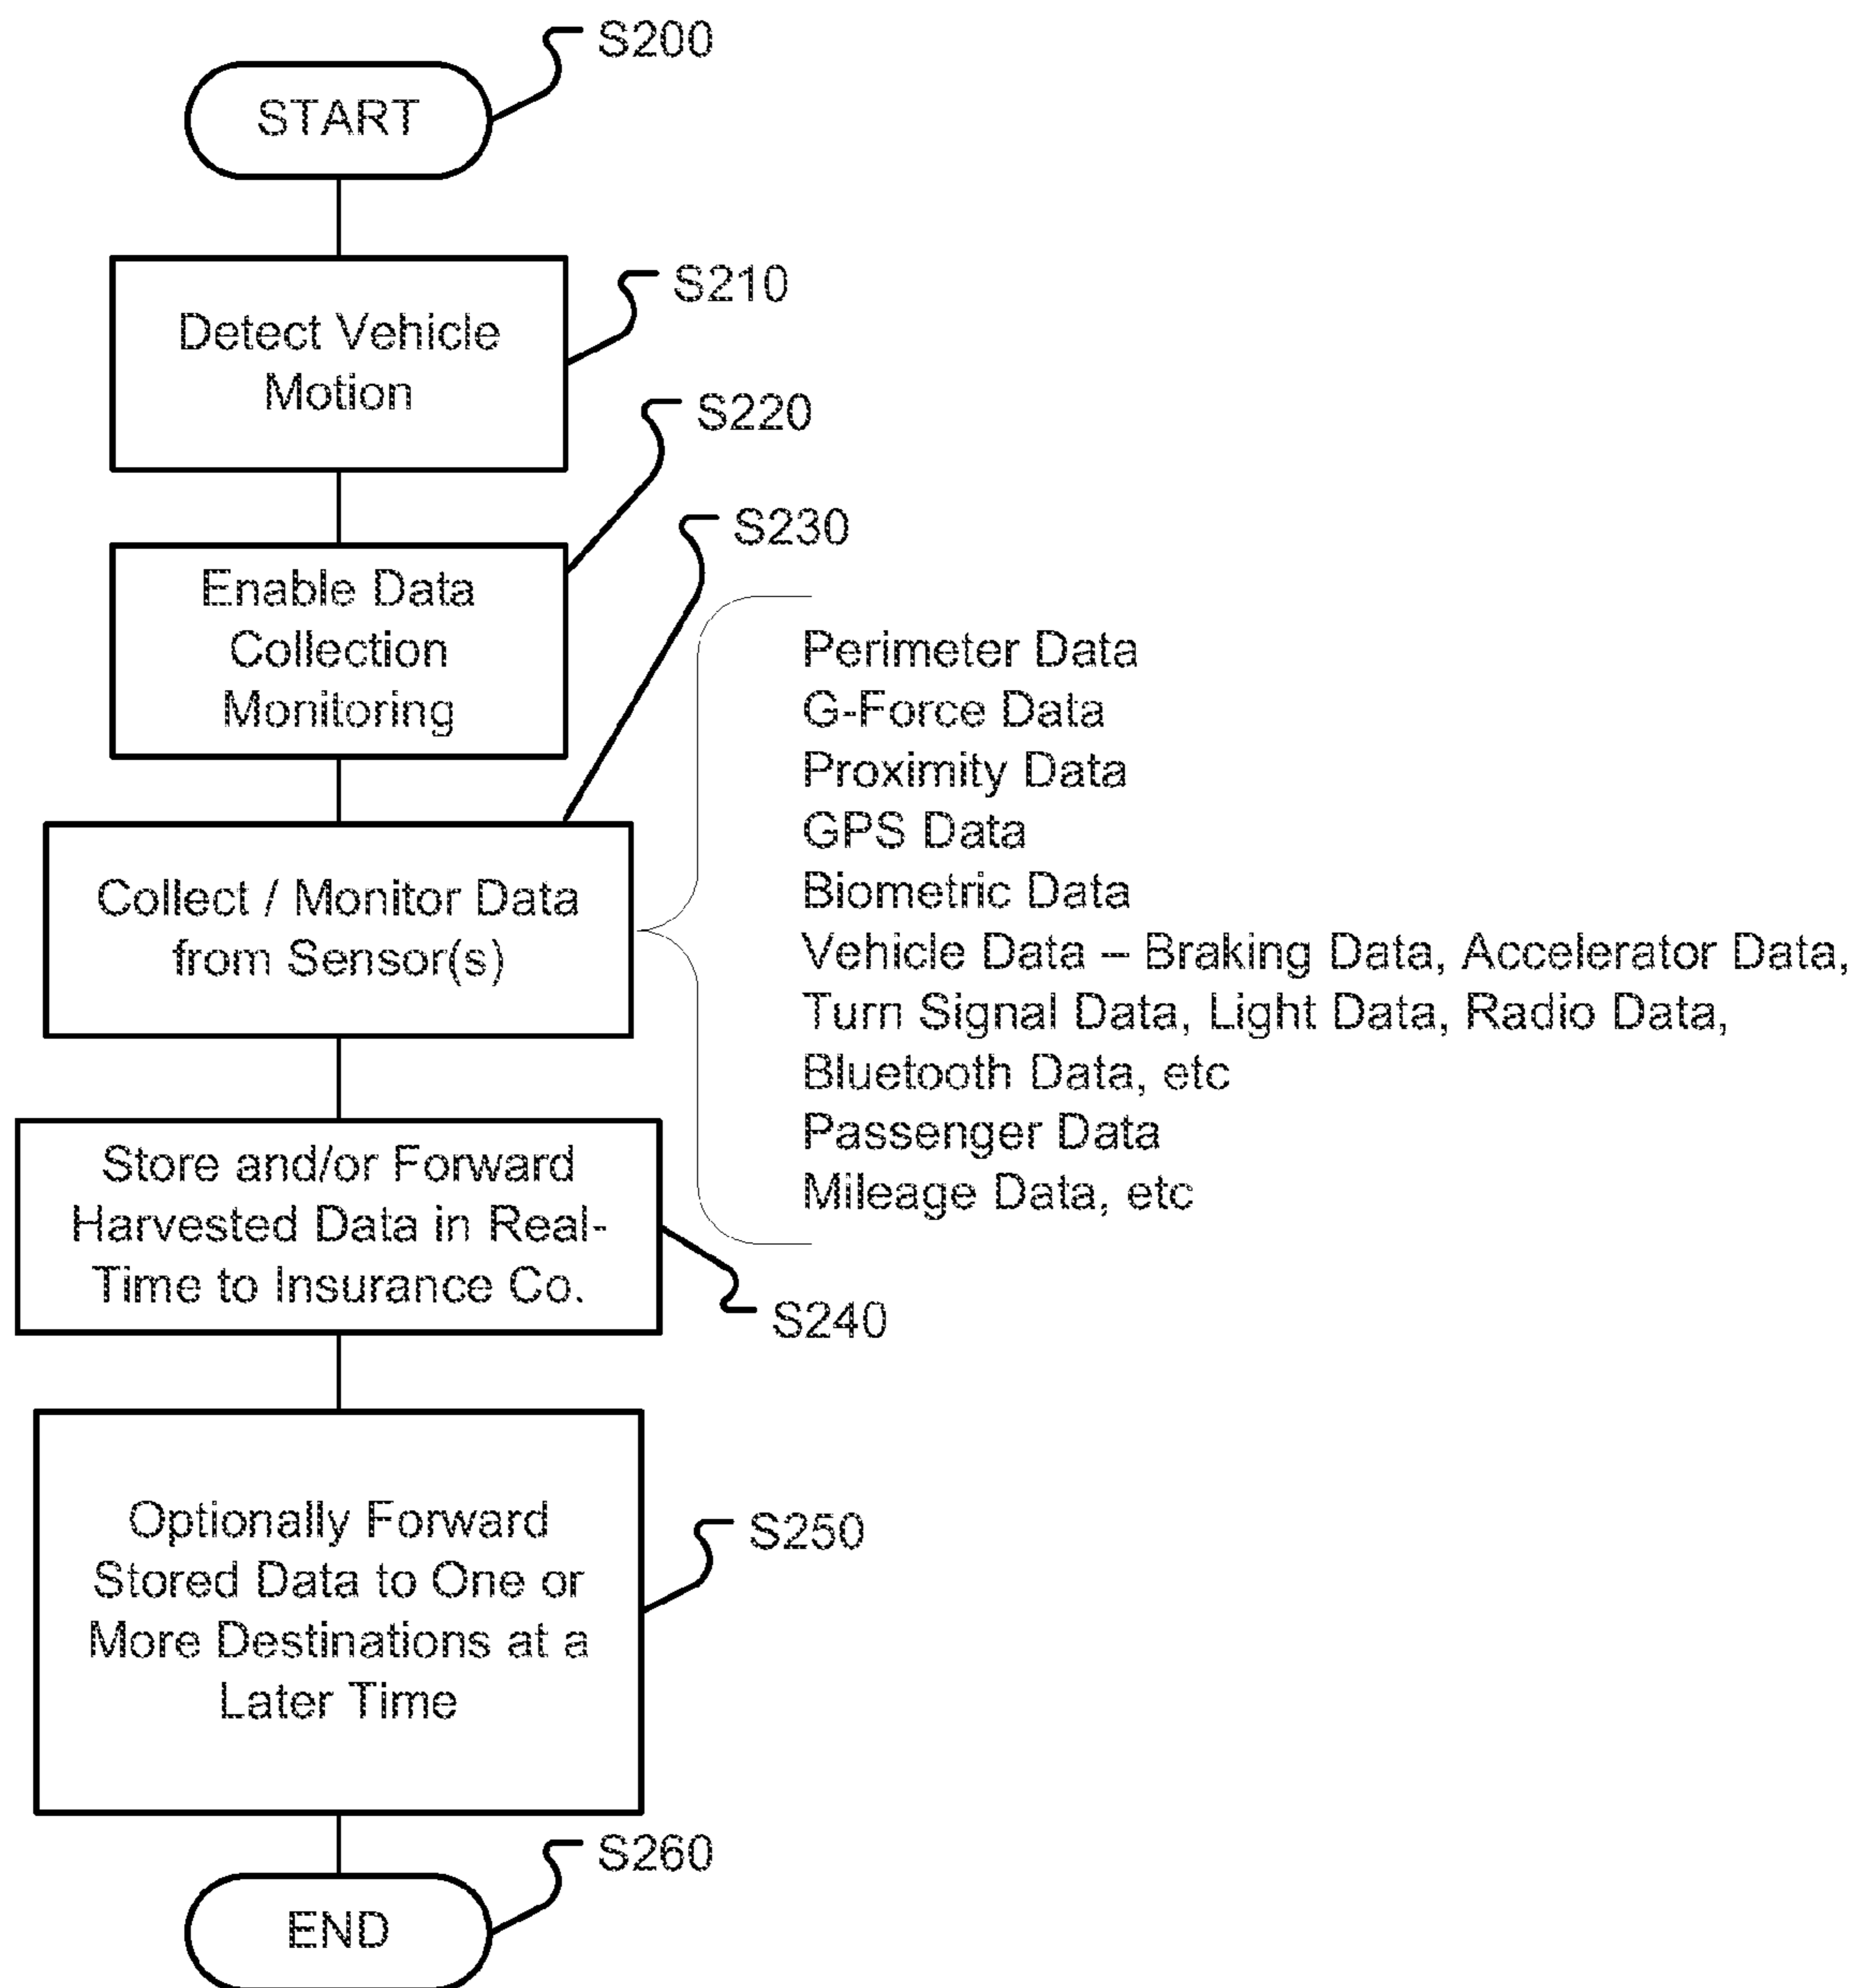 S200
START
S210
Detect Vehicle
Motion
S220
Enable Data
Collection
Monitoring
S230
Collect / Monitor Data
from Sensor(s)
Perimeter Data
G-Force Data
Proximity Data
GPS Data
Biometric Data
Vehicle Data – Braking Data, Accelerator Data,
Turn Signal Data, Light Data, Radio Data,
Bluetooth Data, etc
Passenger Data
Mileage Data, etc
Store and/or Forward
Harvested Data in Real-
Time to Insurance Co.
S240
Optionally Forward
Stored Data to One or
More Destinations at a
Later Time
S250
S260
END